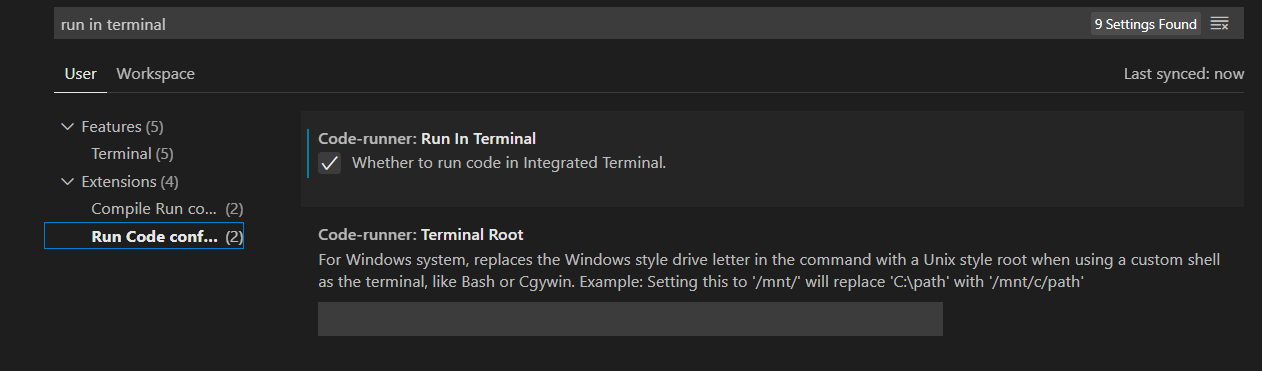 run in terminal
9 Settings Found
User Workspace
Last synced: now
Features (5)
Terminal (5)
Extensions (4)
Compile Run co... (2)
Run Code conf... (2)
Code-runner: Run In Terminal
Whether to run code in Integrated Terminal.
Code-runner: Terminal Root
For Windows system, replaces the Windows style drive letter in the command with a Unix style root when using a custom shell
as the terminal, like Bash or Cgywin. Example: Setting this to '/mnt/' will replace 'C:\path' with '/mnt/c/path'